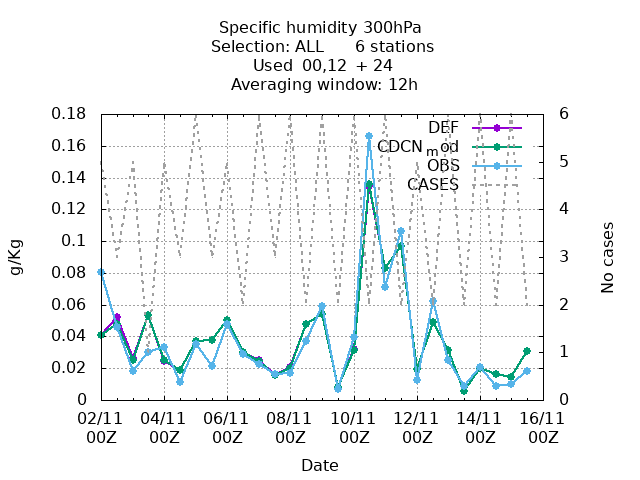 Specific humidity 300hPa
Selection: ALL      6 stations
Used  00,12  + 24
Averaging window: 12h
0.18
0.16
0.14
0.12
0.1
0.08
0.06
0.04
0.02
0
g/Kg
DEF
CDCN_mod
OBS
CASES
6
5
4
3
2
1
0
No cases
02/11 04/11 06/11 08/11 10/11 12/11 14/11 16/11
00Z 00Z 00Z 00Z 00Z 00Z 00Z 00Z
Date